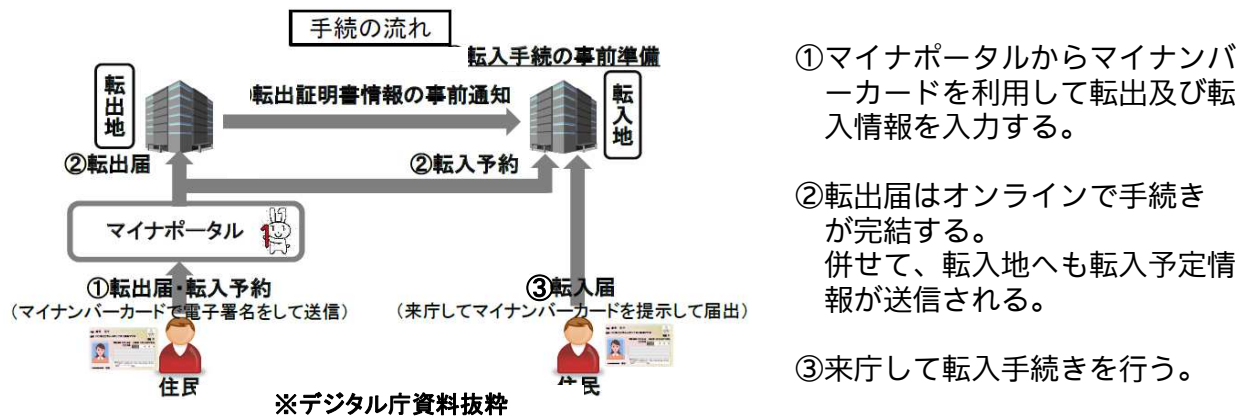 手続の流れ
転入手続の事前準備
転出地
転出証明書情報の事前通知
転入地
②転出届
②転入予約
マイナポータル
①転出届・転入予約
（マイナンバーカードで電子署名をして送信）
③転入届
（来庁してマイナンバーカードを提示して届出）
住民
住民
※デジタル庁資料抜粋
①マイナポータルからマイナンバ
ーカードを利用して転出及び転
入情報を入力する。
②転出届はオンラインで手続き
が完結する。
併せて、転入地へも転入予定情
報が送信される。
③来庁して転入手続きを行う。